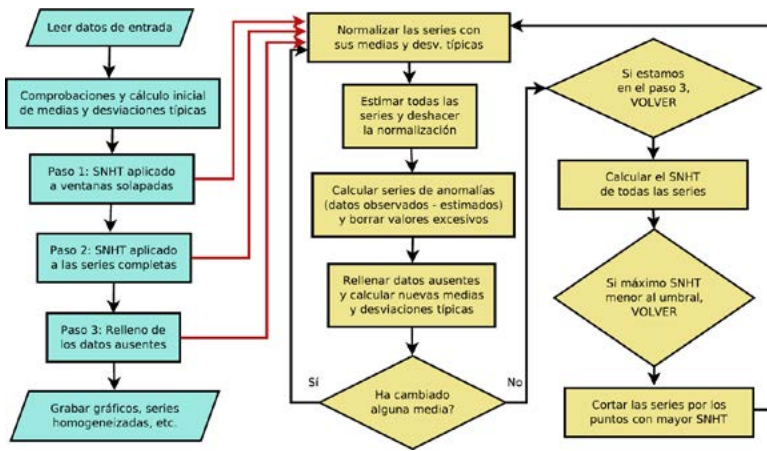 Leer datos de entrada
Comprobaciones y cálculo inicial
de medias y desviaciones típicas
Paso 1: SNHT aplicado
a ventanas solapadas
Paso 2: SNHT aplicado
a las series completas
Paso 3: Relleno de
los datos ausentes
Grabar gráficos, series
homogeneizadas, etc.
Normalizar las series con
sus medias y desv. típicas
Estimar todas las
series y deshacer
la normalización
Calcular series de anomalías
(datos observados - estimados)
y borrar valores excesivos
Rellenar datos ausentes
y calcular nuevas medias
y desviaciones típicas
Ha cambiado
alguna media?
Sí
No
Si estamos
en el paso 3,
VOLVER
Calcular el SNHT
de todas las series
Si máximo SNHT
menor al umbral,
VOLVER
Cortar las series por los
puntos con mayor SNHT